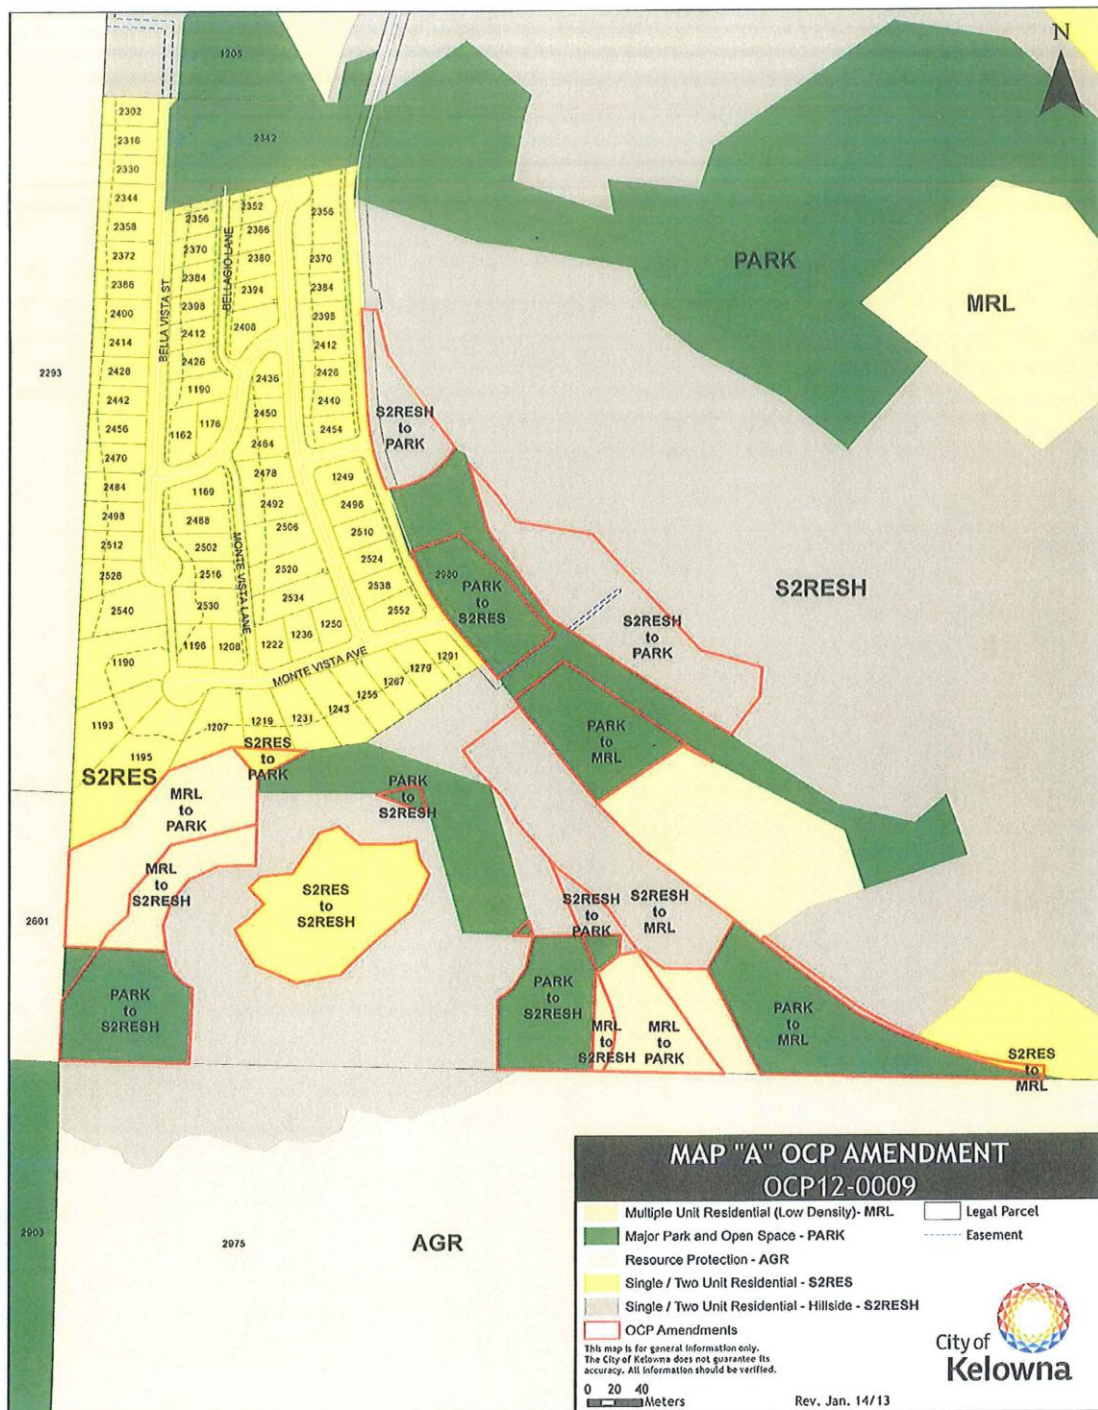 1205
N
2302
2316
2342
2330
2344
2352
2356
2356
2358
2366
2370
2372
2380
2370
PARK
2384
2386
2394
2384
BELLAGIO LANE
MRL
2398
2400
BELLA VISTA ST
2398
2408
2412
2414
2412
2426
2428
2293
2436
2426
1190
2442
2440
S2RESH
to
PARK
2450
1176
2456
2454
1162
2464
2470
2478
1249
2484
1169
2492
2496
2498
2488
2506
2510
2512
2502
MONTE VISTA LANE
2524
2520
2526
2516
2980
PARK
to
S2RES
2538
S2RESH
2534
2530
2552
2540
S2RESH
to
PARK
1250
1236
1196
1208
1222
1291
1190
MONTE VISTA AVE
1279
1267
1256
1243
1193
1207
1219
1231
PARK
to
MRL
1195
S2RES
to
PARK
S2RES
PARK
to
S2RESH
MRL
to
PARK
MRL
to
S2RESH
S2RES
to
S2RESH
S2RESH
to
PARK
S2RESH
to
MRL
2601
PARK
to
S2RESH
PARK
to
S2RESH
PARK
to
MRL
MRL
to
S2RESH
MRL
to
PARK
S2RES
to
MRL
2903
2975
AGR
MAP "A" OCP AMENDMENT
OCP12-0009
Multiple Unit Residential (Low Density)- MRL
Legal Parcel
Major Park and Open Space - PARK
Easement
Resource Protection - AGR
Single / Two Unit Residential - S2RES
Single / Two Unit Residential - Hillside - S2RESH
OCP Amendments
This map is for general information only.
The City of Kelowna does not guarantee its
accuracy. All information should be verified.
City of
Kelowna
0 20 40
Meters
Rev. Jan. 14/13